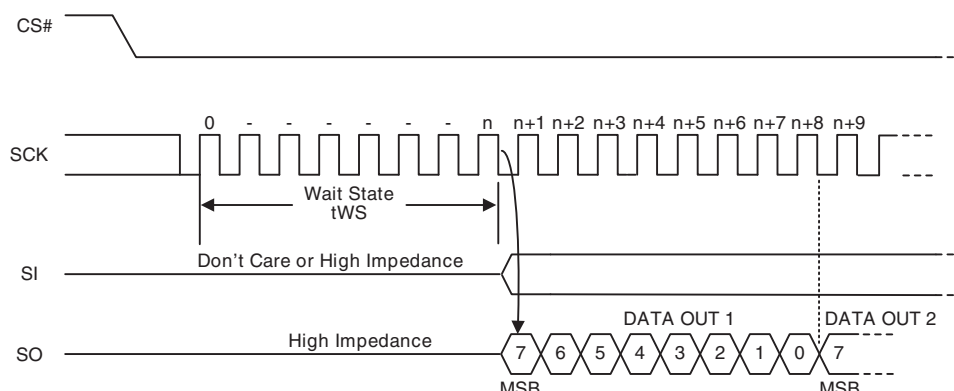 CS#
0 - - - - - - n n+1 n+2 n+3 n+4 n+5 n+6 n+7 n+8 n+9
SCK
Wait State
tWS
Don't Care or High Impedance
SI
DATA OUT 1 DATA OUT 2
High Impedance
SO
7 6 5 4 3 2 1 0 7
MSB MSB